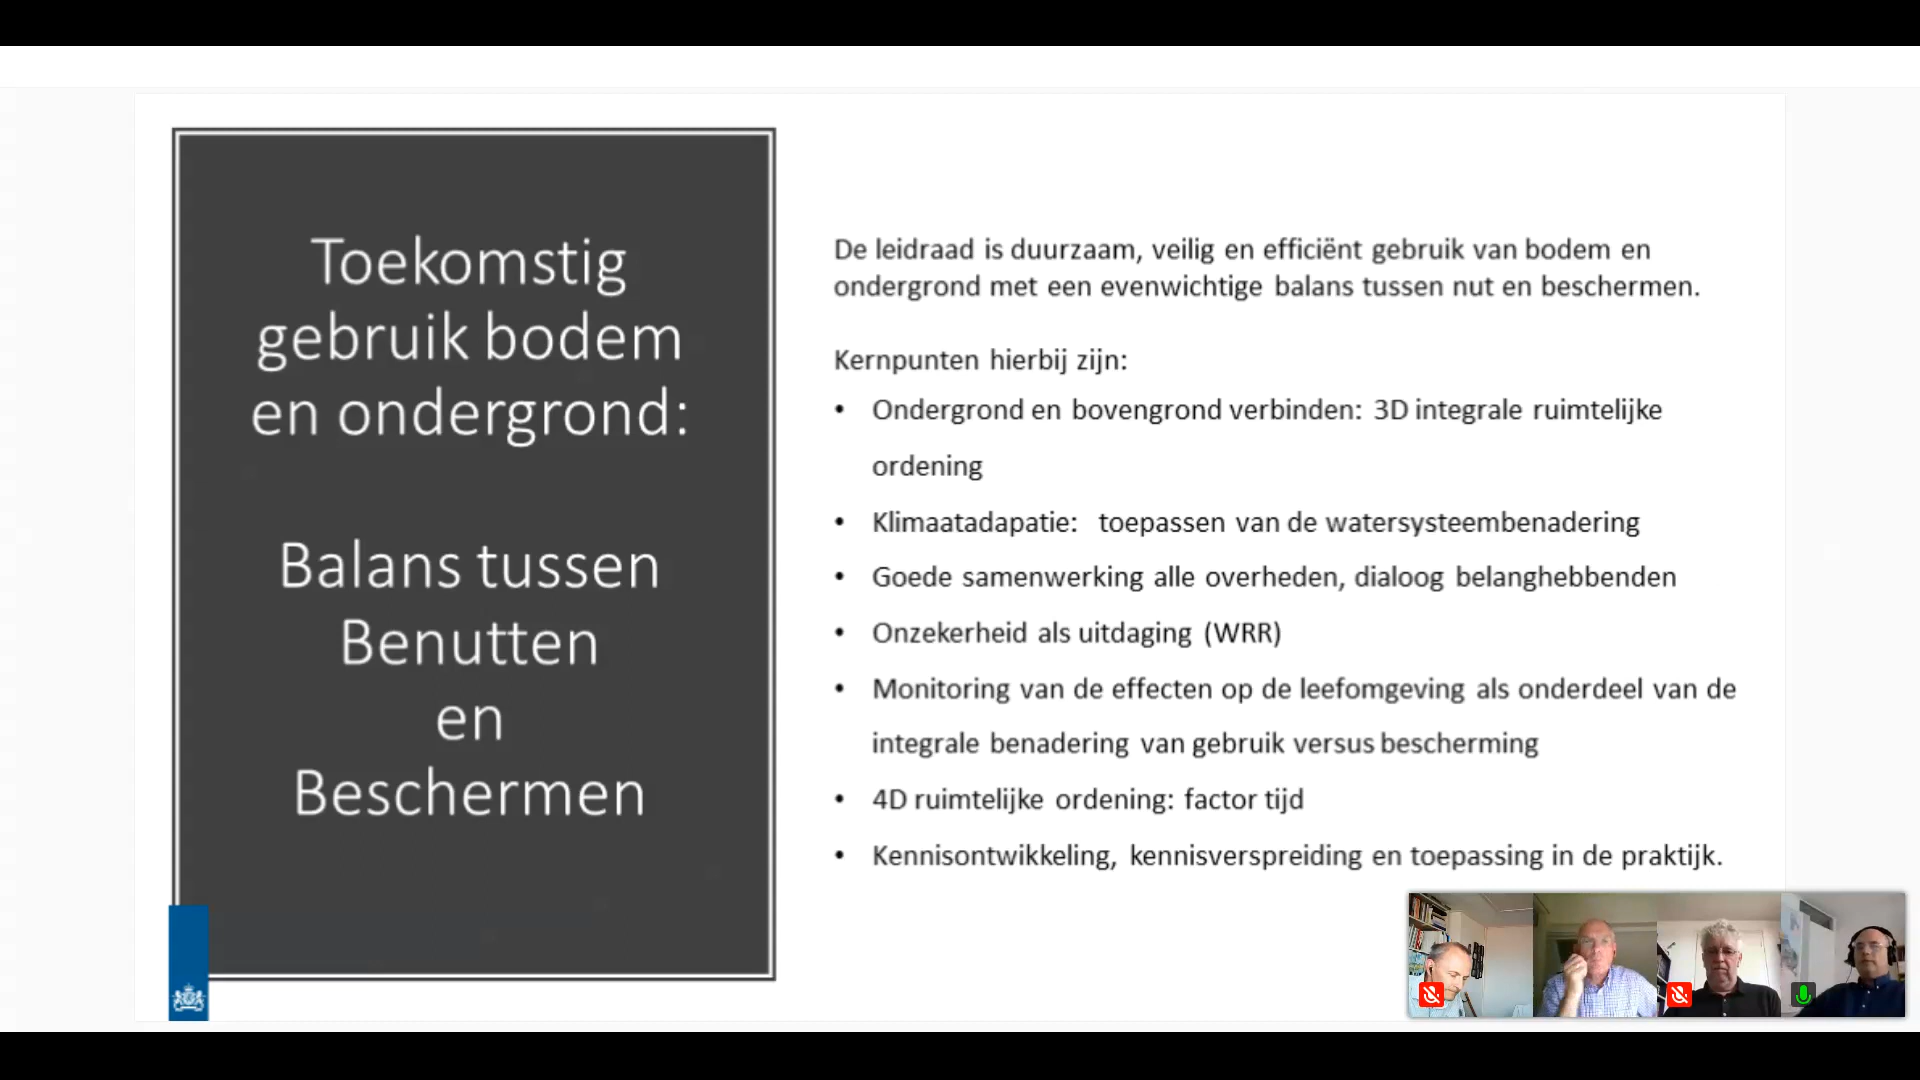 Toekomstig
gebruik bodem
en ondergrond:
Balans tussen
Benutten
en
Beschermen
De leidraad is duurzaam, veilig en efficiënt gebruik van bodem en
ondergrond met een evenwichtige balans tussen nut en beschermen.
Kernpunten hierbij zijn:
• Ondergrond en bovengrond verbinden: 3D integrale ruimtelijke
ordening
• Klimaatadapatie: toepassen van de watersysteembenadering
• Goede samenwerking alle overheden, dialoog belanghebbenden
• Onzekerheid als uitdaging (WRR)
• Monitoring van de effecten op de leefomgeving als onderdeel van de
integrale benadering van gebruik versus bescherming
• 4D ruimtelijke ordening: factor tijd
• Kennisontwikkeling, kennisverspreiding en toepassing in de praktijk.